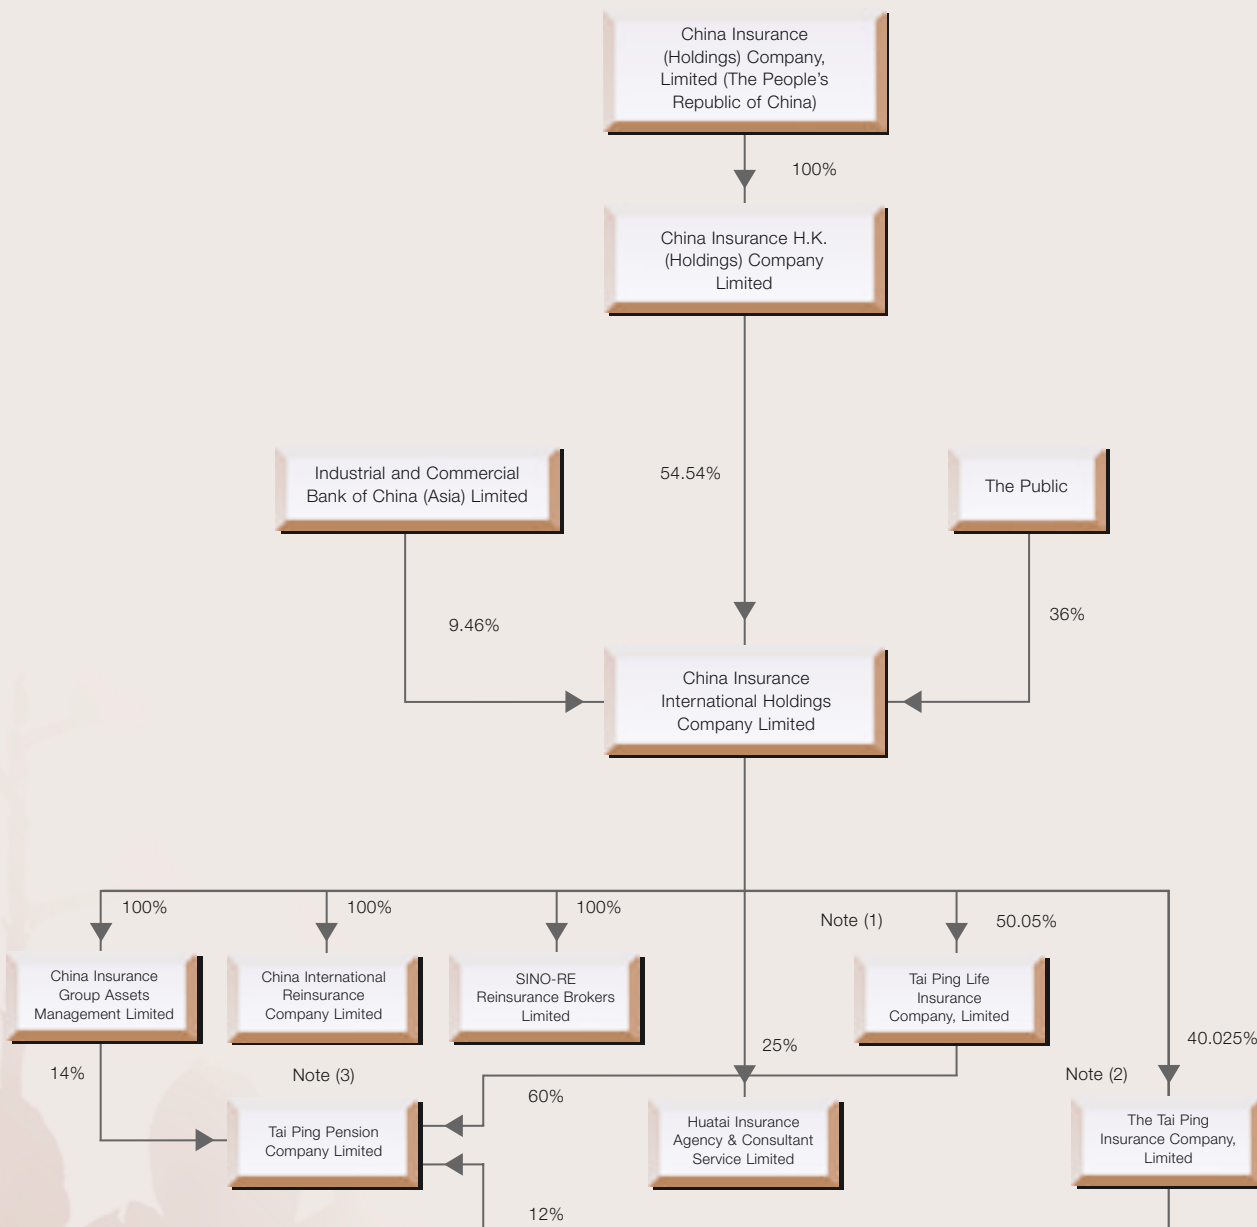 China Insurance
(Holdings) Company,
Limited (The People's
Republic of China)
100%
China Insurance H.K.
(Holdings) Company
Limited
Industrial and Commercial
Bank of China (Asia) Limited
54.54%
The Public
9.46%
36%
China Insurance
International Holdings
Company Limited
100%
100%
100%
Note (1)
50.05%
China Insurance
Group Assets
Management Limited
China International
Reinsurance
Company Limited
SINO-RE
Reinsurance Brokers
Limited
Tai Ping Life
Insurance
Company, Limited
25%
40.025%
14%
Note (3)
60%
Note (2)
Tai Ping Pension
Company Limited
Huatai Insurance
Agency & Consultant
Service Limited
The Tai Ping
Insurance Company,
Limited
12%